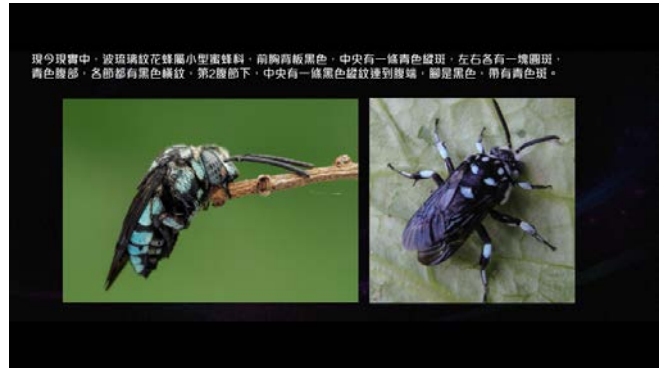 現今現實中，波琉璃紋花蜂屬小型蜜蜂科，前胸背板黑色，中央有一條青色縱斑，左右各有一塊圓斑，
青色腹部，各節都有黑色橫紋，第2腹節下，中央有一條黑色縱紋連到腹端，腳是黑色，帶有青色斑。